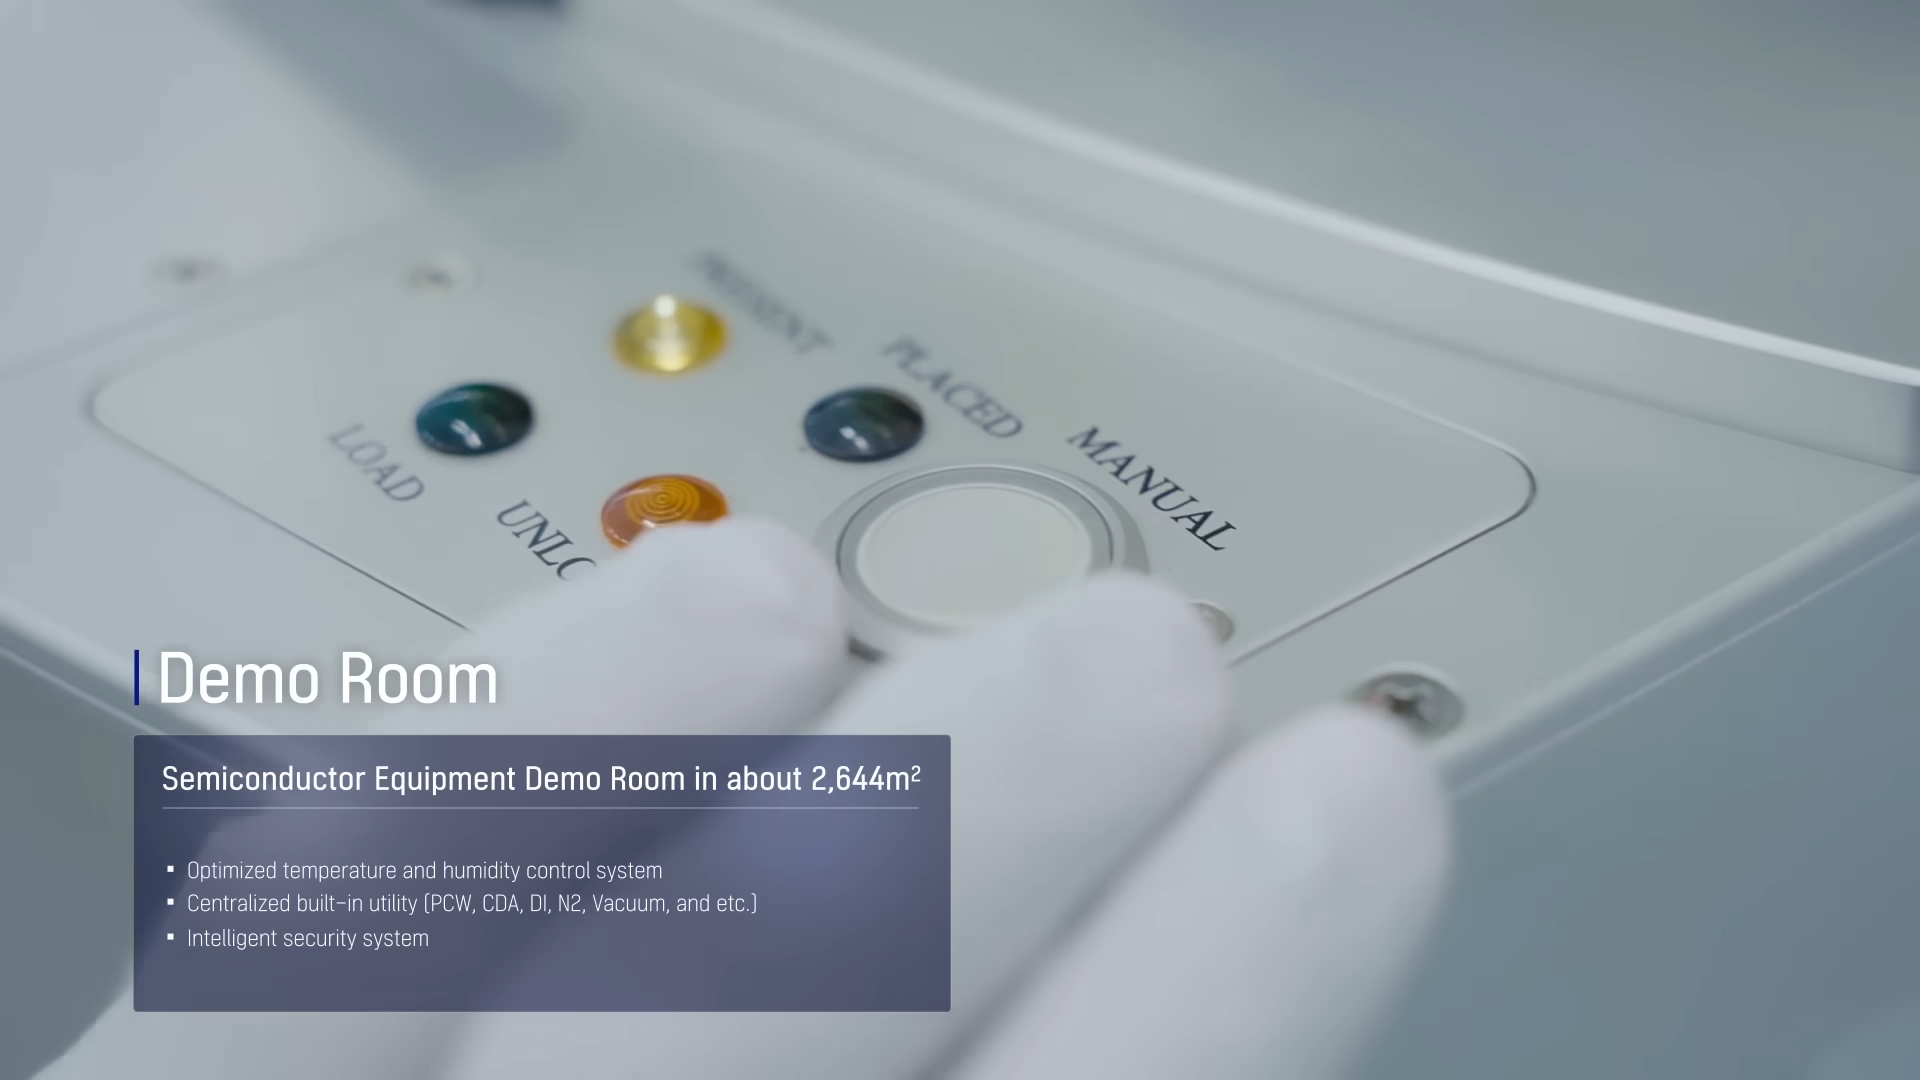 PRESENT
PLACED
MANUAL
LOAD
UNLO
Demo Room
Semiconductor Equipment Demo Room in about 2,644m²
▪ Optimized temperature and humidity control system
▪ Centralized built-in utility (PCW, CDA, DI, N2, Vacuum, and etc.)
▪ Intelligent security system